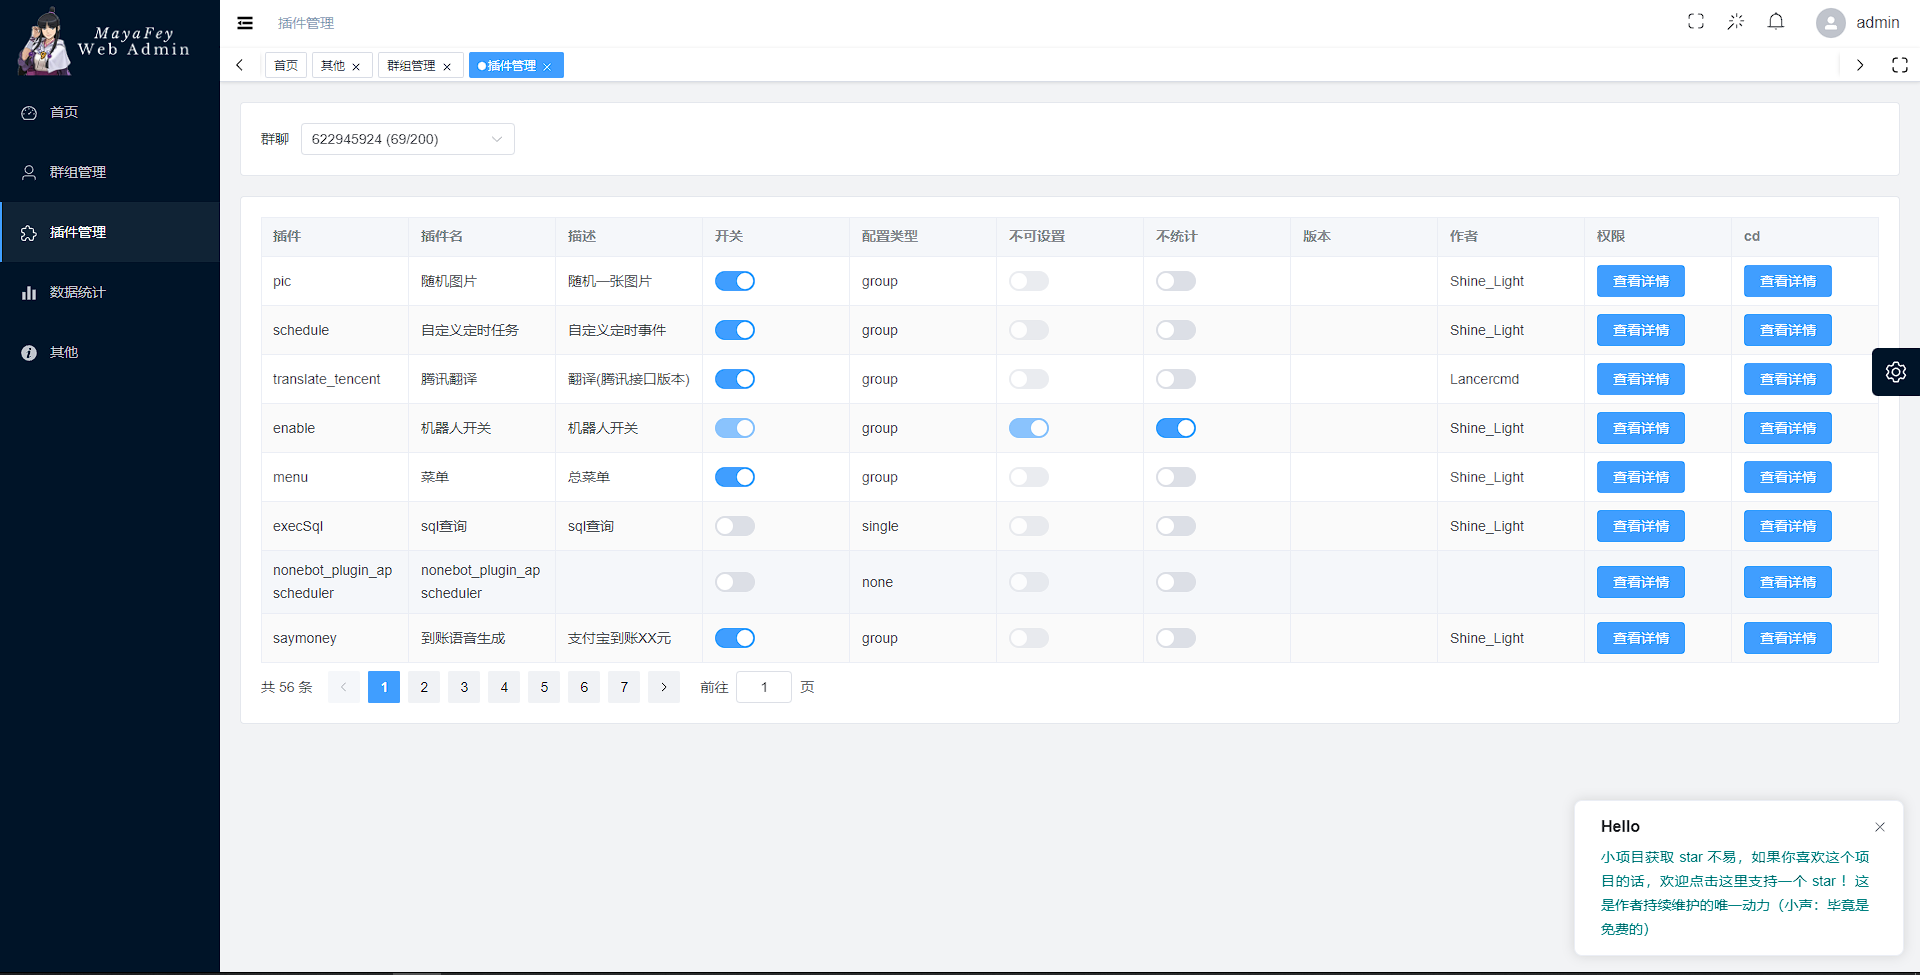 MayaFey
Web Admin
首页
群组管理
插件管理
数据统计
其他
插件管理
admin
首页
其他
群组管理
插件管理
群聊 622945924 (69/200)
插件 插件名 描述 开关 配置类型 不可设置 不统计 版本 作者 权限 cd
pic 随机图片 随机一张图片 group Shine_Light 查看详情 查看详情
schedule 自定义定时任务 自定义定时事件 group Shine_Light 查看详情 查看详情
translate_tencent 腾讯翻译 翻译(腾讯接口版本) group Lancercmd 查看详情 查看详情
enable 机器人开关 机器人开关 group Shine_Light 查看详情 查看详情
menu 菜单 总菜单 group Shine_Light 查看详情 查看详情
execSql sql查询 sql查询 single Shine_Light 查看详情 查看详情
nonebot_plugin_ap nonebot_plugin_ap
scheduler scheduler none 查看详情 查看详情
saymoney 到账语音生成 支付宝到账XX元 group Shine_Light 查看详情 查看详情
共 56 条 1 2 3 4 5 6 7 前往 1 页
Hello
小项目获取 star 不易，如果你喜欢这个项
目的话，欢迎点击这里支持一个 star！这
是作者持续维护的唯一动力（小声：毕竟是
免费的）